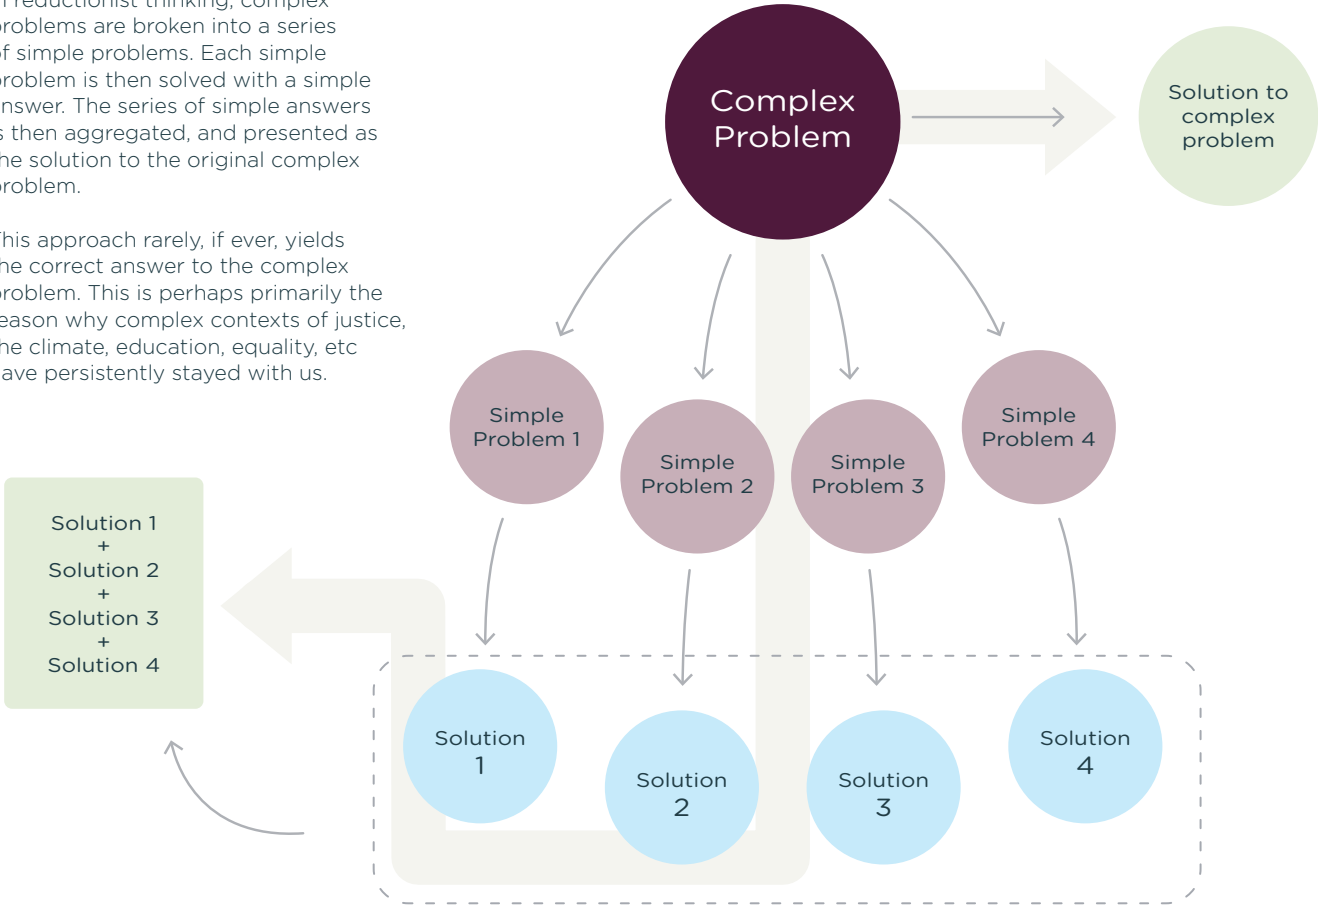 In reductionist thinking, complex
problems are broken into a series
of simple problems. Each simple
problem is then solved with a simple
answer. The series of simple answers
is then aggregated, and presented as
the solution to the original complex
problem.
This approach rarely, if ever, yields
the correct answer to the complex
problem. This is perhaps primarily the
reason why complex contexts of justice,
the climate, education, equality, etc
have persistently stayed with us.
Complex
Problem
Solution to
complex
problem
Simple
Problem 1
Simple
Problem 2
Simple
Problem 3
Simple
Problem 4
Solution 1
+
Solution 2
+
Solution 3
+
Solution 4
Solution
1
Solution
2
Solution
3
Solution
4